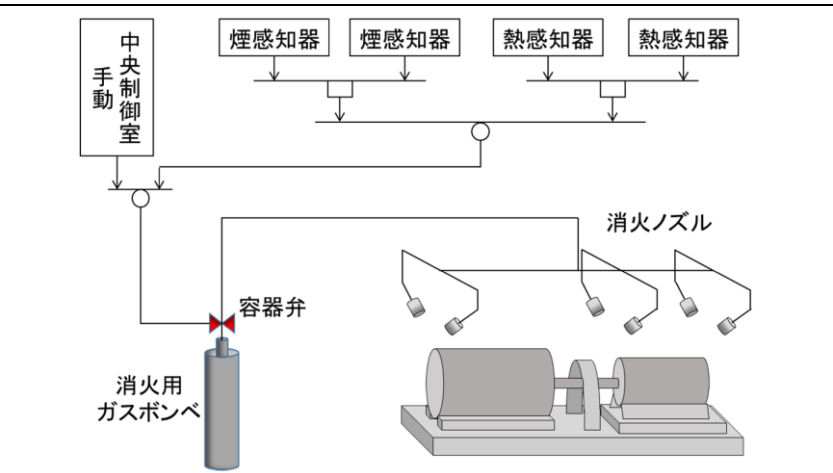 中央制御室
手動
煙感知器
煙感知器
熱感知器
熱感知器
消火ノズル
容器弁
消火用
ガスボンベ